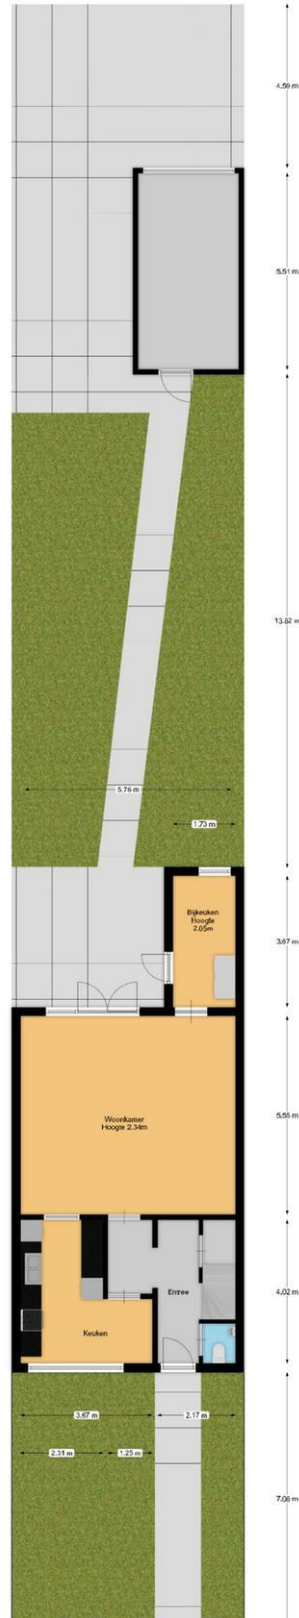 4.59 m
5.51 m
13.82 m
5.76 m
1.73 m
Bijkeuken
Hoogte
2.05m
3.67 m
Woonkamer
Hoogte 2.34m
5.55 m
Entree
Keuken
4.02 m
3.67 m
2.17 m
2.31 m
1.25 m
7.08 m